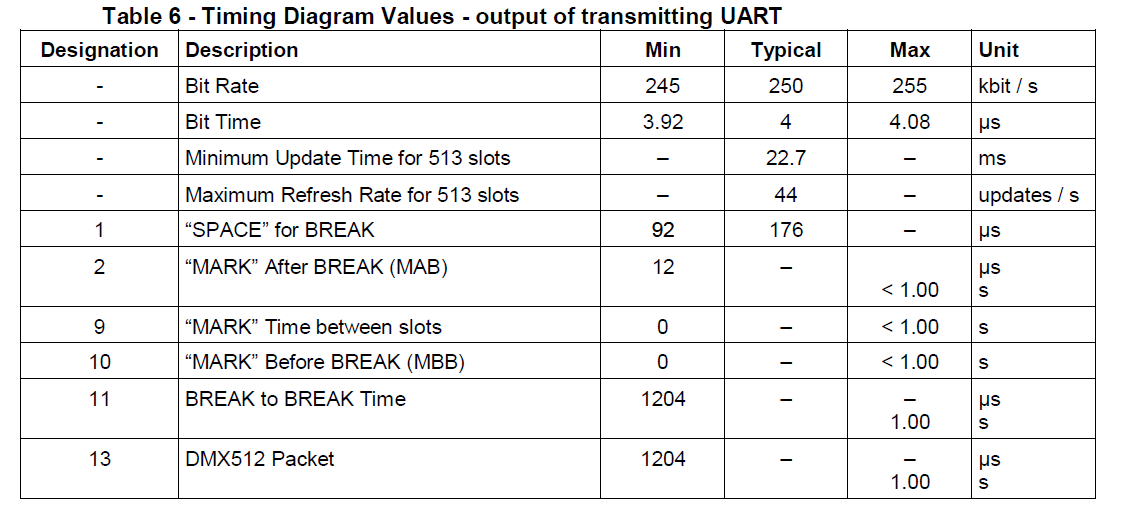 Table 6 - Timing Diagram Values - output of transmitting UART
Designation Description Min Typical Max Unit
- Bit Rate 245 250 255 kbit / s
- Bit Time 3.92 4 4.08 µs
- Minimum Update Time for 513 slots – 22.7 – ms
- Maximum Refresh Rate for 513 slots – 44 – updates / s
1 “SPACE” for BREAK 92 176 – µs
2 “MARK” After BREAK (MAB) 12 – µs
< 1.00 s
9 “MARK” Time between slots 0 – < 1.00 s
10 “MARK” Before BREAK (MBB) 0 – < 1.00 s
11 BREAK to BREAK Time 1204 – – µs
1.00 s
13 DMX512 Packet 1204 – – µs
1.00 s